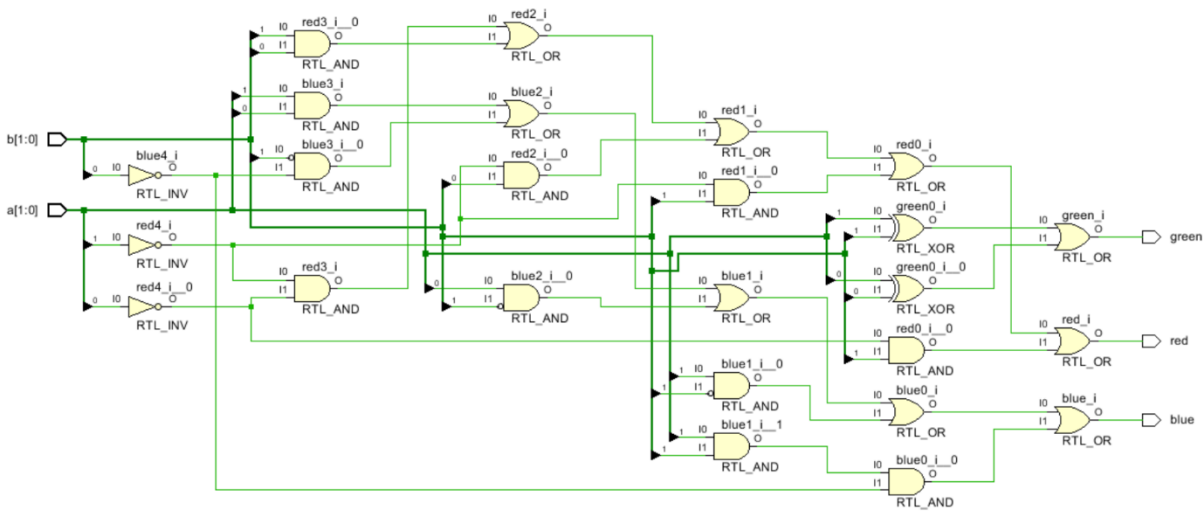 red3_i__0
1 I0 O
0 I1
RTL_AND
red2_i
I0 O
I1
RTL_OR
blue3_i
1 I0 O
0 I1
RTL_AND
blue2_i
I0 O
I1
RTL_OR
red1_i
I0 O
I1
RTL_OR
b[1:0]
blue4_i
0 I0 O
RTL_INV
blue3_i__0
1 I0 O
I1
RTL_AND
red2_i__0
I0 O
0 I1
RTL_AND
red1_i__0
I0 O
1 I1
RTL_AND
red0_i
I0 O
I1
RTL_OR
a[1:0]
red4_i
1 I0 O
RTL_INV
green0_i
1 I0 O
1 I1
RTL_XOR
green_i
I0 O
I1
RTL_OR
green
red4_i__0
0 I0 O
RTL_INV
red3_i
I0 O
I1
RTL_AND
blue2_i__0
0 I0 O
1 I1
RTL_AND
blue1_i
I0 O
I1
RTL_OR
green0_i__0
0 I0 O
0 I1
RTL_XOR
red0_i__0
I0 O
1 I1
RTL_AND
red_i
I0 O
I1
RTL_OR
red
blue1_i__0
1 I0 O
1 I1
RTL_AND
blue0_i
I0 O
I1
RTL_OR
blue_i
I0 O
I1
RTL_OR
blue
blue1_i__1
1 I0 O
1 I1
RTL_AND
blue0_i__0
I0 O
I1
RTL_AND